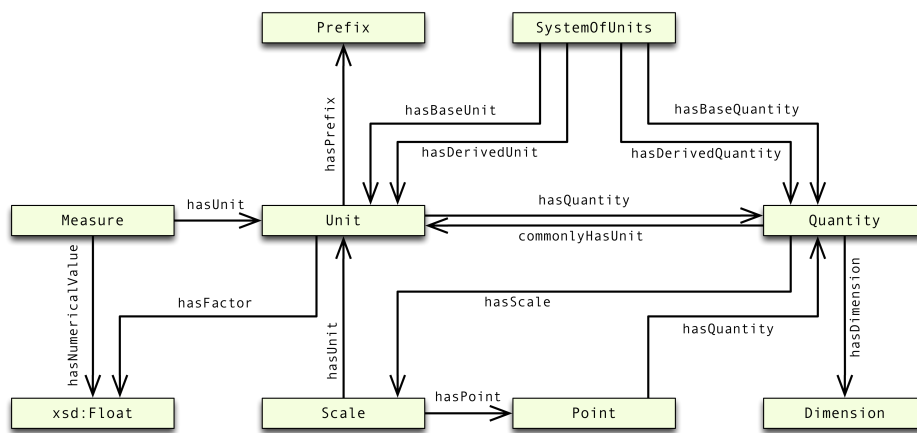 Prefix
SystemOfUnits
hasPrefix
hasBaseUnit
hasBaseQuantity
hasDerivedUnit
hasDerivedQuantity
Measure
hasUnit
Unit
hasQuantity
commonlyHasUnit
Quantity
hasNumericalValue
hasFactor
hasUnit
hasScale
hasQuantity
hasDimension
xsd:Float
Scale
hasPoint
Point
Dimension